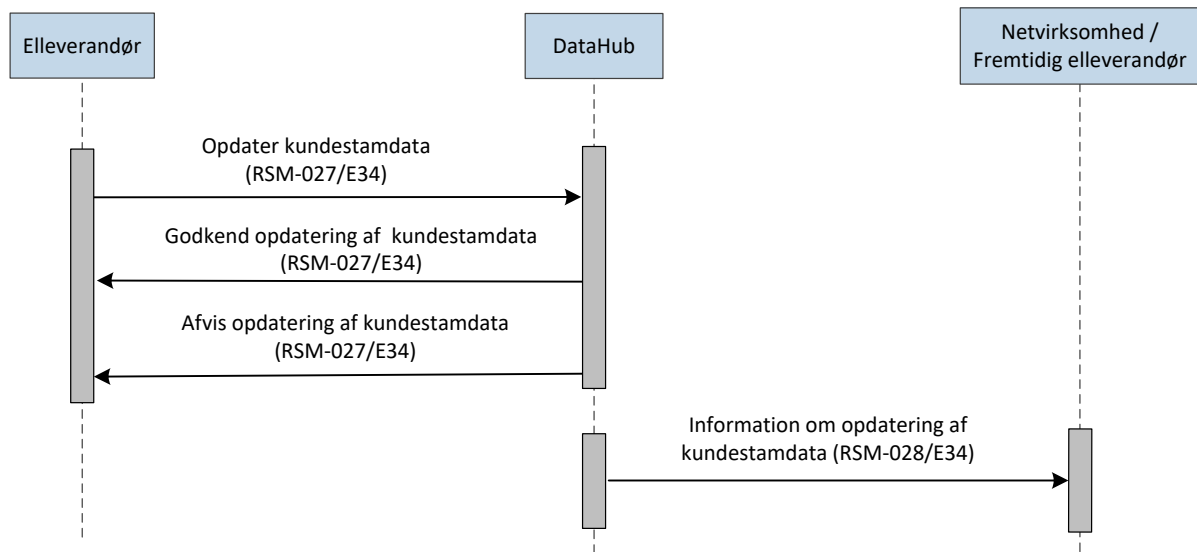 Elleverandør
DataHub
Netvirksomhed /
Fremtidig elleverandør
Opdater kundestamdata
(RSM-027/E34)
Godkend opdatering af  kundestamdata
(RSM-027/E34)
Afvis opdatering af kundestamdata
(RSM-027/E34)
Information om opdatering af
kundestamdata (RSM-028/E34)